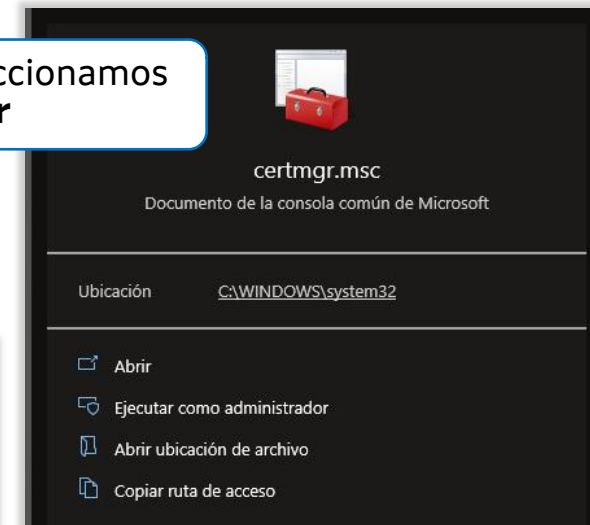 ccionamos
r
certmgr.msc
Documento de la consola común de Microsoft
Ubicación C:\WINDOWS\system32
Abrir
Ejecutar como administrador
Abrir ubicación de archivo
Copiar ruta de acceso